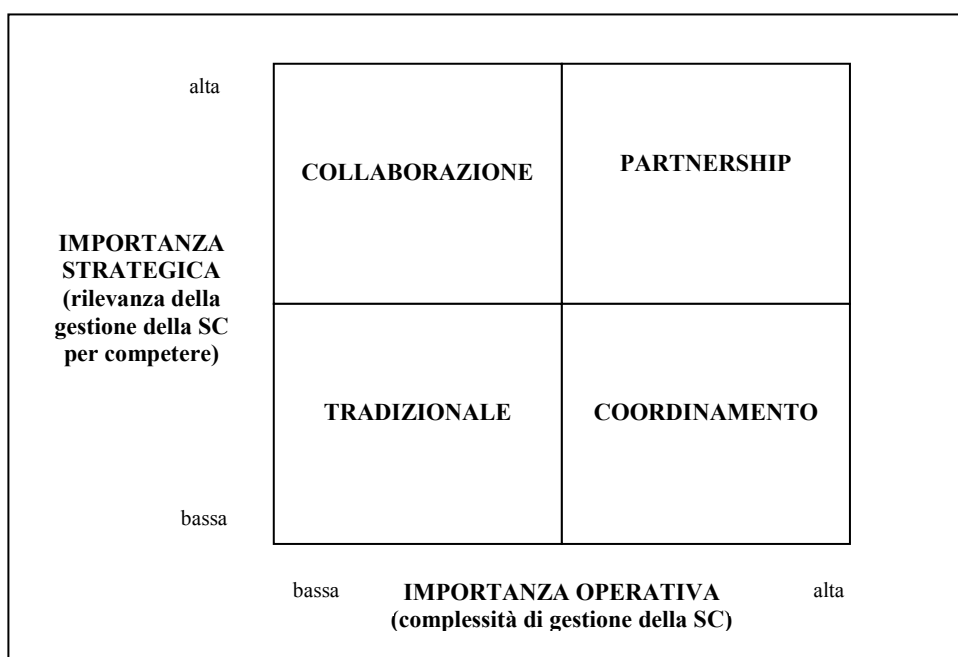 alta
COLLABORAZIONE
PARTNERSHIP
IMPORTANZA
STRATEGICA
(rilevanza della
gestione della SC
per competere)
TRADIZIONALE
COORDINAMENTO
bassa
bassa
IMPORTANZA OPERATIVA
alta
(complessità di gestione della SC)